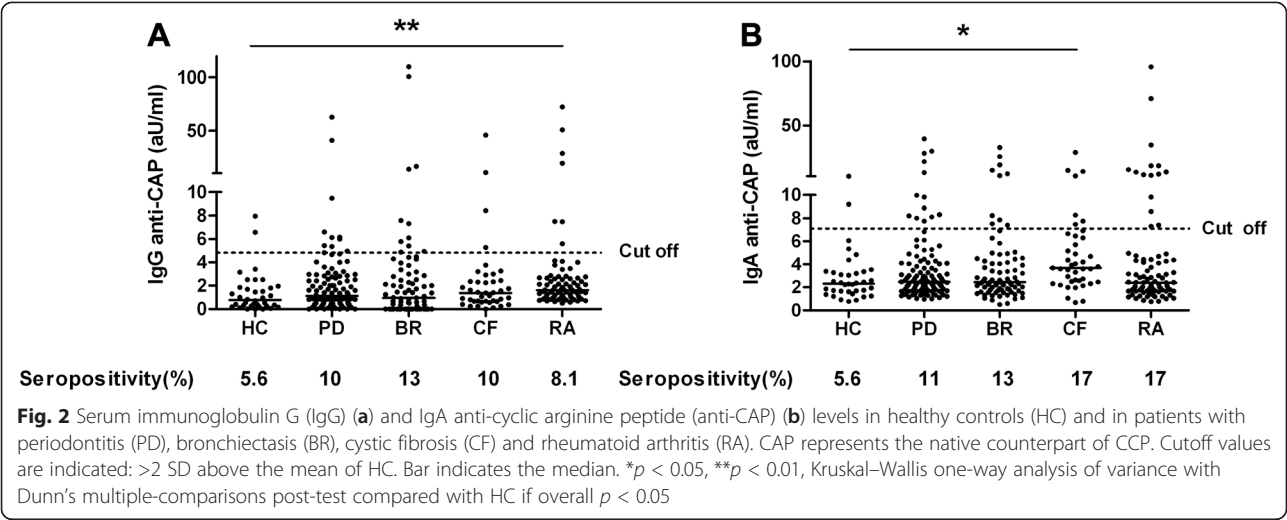 A
**
IgG anti-CAP (aU/ml)
100
50
10
8
6
4
2
0
Cut off
HC PD BR CF RA
Seropositivity(%) 5.6 10 13 10 8.1
B
*
IgA anti-CAP (aU/ml)
100
50
10
8
6
4
2
0
Cut off
HC PD BR CF RA
Seropositivity(%) 5.6 11 13 17 17
Fig. 2 Serum immunoglobulin G (IgG) (a) and IgA anti-cyclic arginine peptide (anti-CAP) (b) levels in healthy controls (HC) and in patients with
periodontitis (PD), bronchiectasis (BR), cystic fibrosis (CF) and rheumatoid arthritis (RA). CAP represents the native counterpart of CCP. Cutoff values
are indicated: >2 SD above the mean of HC. Bar indicates the median. *p < 0.05, **p < 0.01, Kruskal–Wallis one-way analysis of variance with
Dunn's multiple-comparisons post-test compared with HC if overall p < 0.05